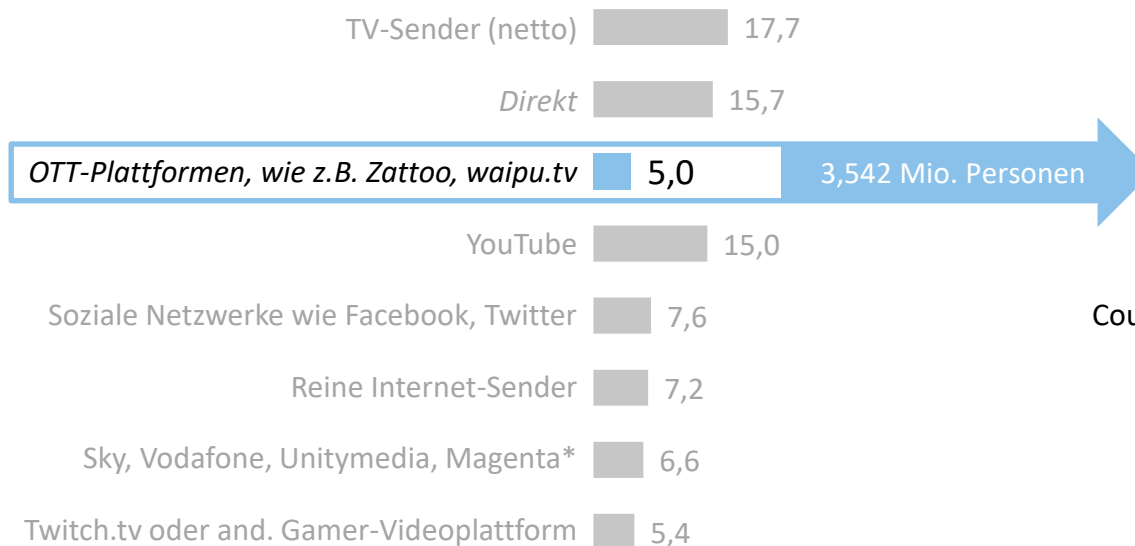 TV-Sender (netto) 17,7
Direkt 15,7
OTT-Plattformen, wie z.B. Zattoo, waipu.tv 5,0 3,542 Mio. Personen
YouTube 15,0
Soziale Netzwerke wie Facebook, Twitter 7,6 Cou
Reine Internet-Sender 7,2
Sky, Vodafone, Unitymedia, Magenta* 6,6
Twitch.tv oder and. Gamer-Videoplattform 5,4